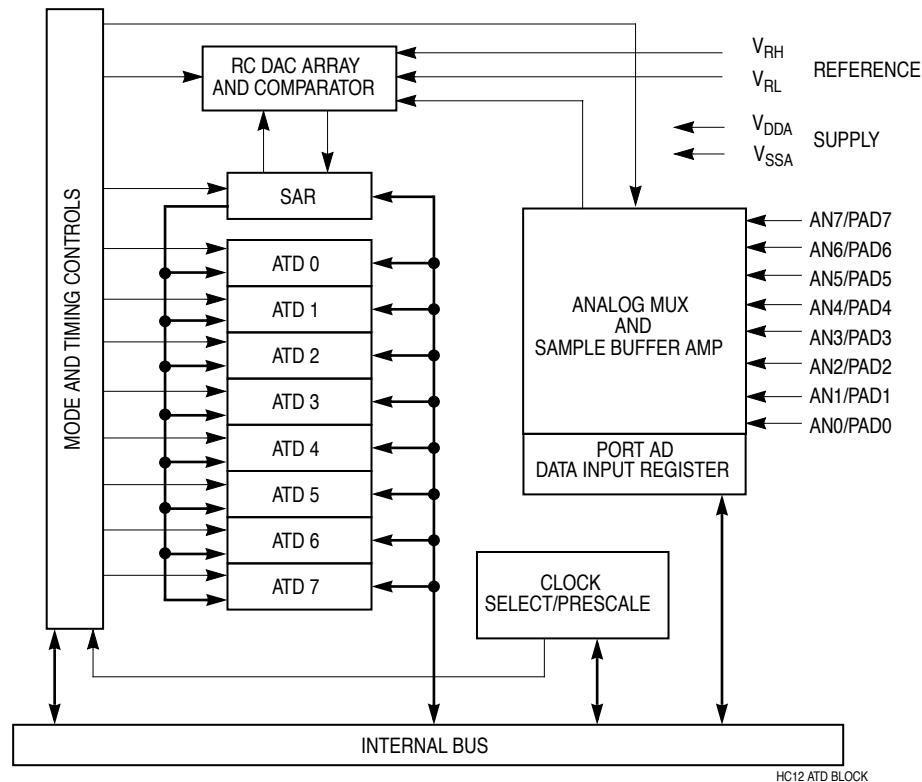 RC DAC ARRAY
AND COMPARATOR
V_RH
V_RL
REFERENCE
V_DDA
V_SSA
SUPPLY
MODE AND TIMING CONTROLS
SAR
ATD 0
ATD 1
ATD 2
ATD 3
ATD 4
ATD 5
ATD 6
ATD 7
ANALOG MUX
AND
SAMPLE BUFFER AMP
AN7/PAD7
AN6/PAD6
AN5/PAD5
AN4/PAD4
AN3/PAD3
AN2/PAD2
AN1/PAD1
AN0/PAD0
PORT AD
DATA INPUT REGISTER
CLOCK
SELECT/PRESCALE
INTERNAL BUS
HC12 ATD BLOCK